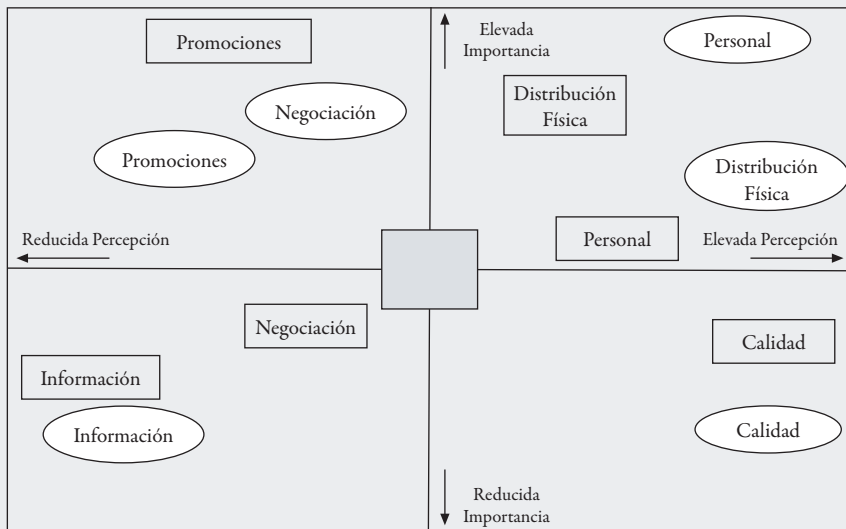 Promociones
Elevada
Importancia
Personal
Negociación
Distribución
Física
Promociones
Distribución
Física
Reducida Percepción
Personal
Elevada Percepción
Negociación
Calidad
Información
Información
Calidad
Reducida
Importancia